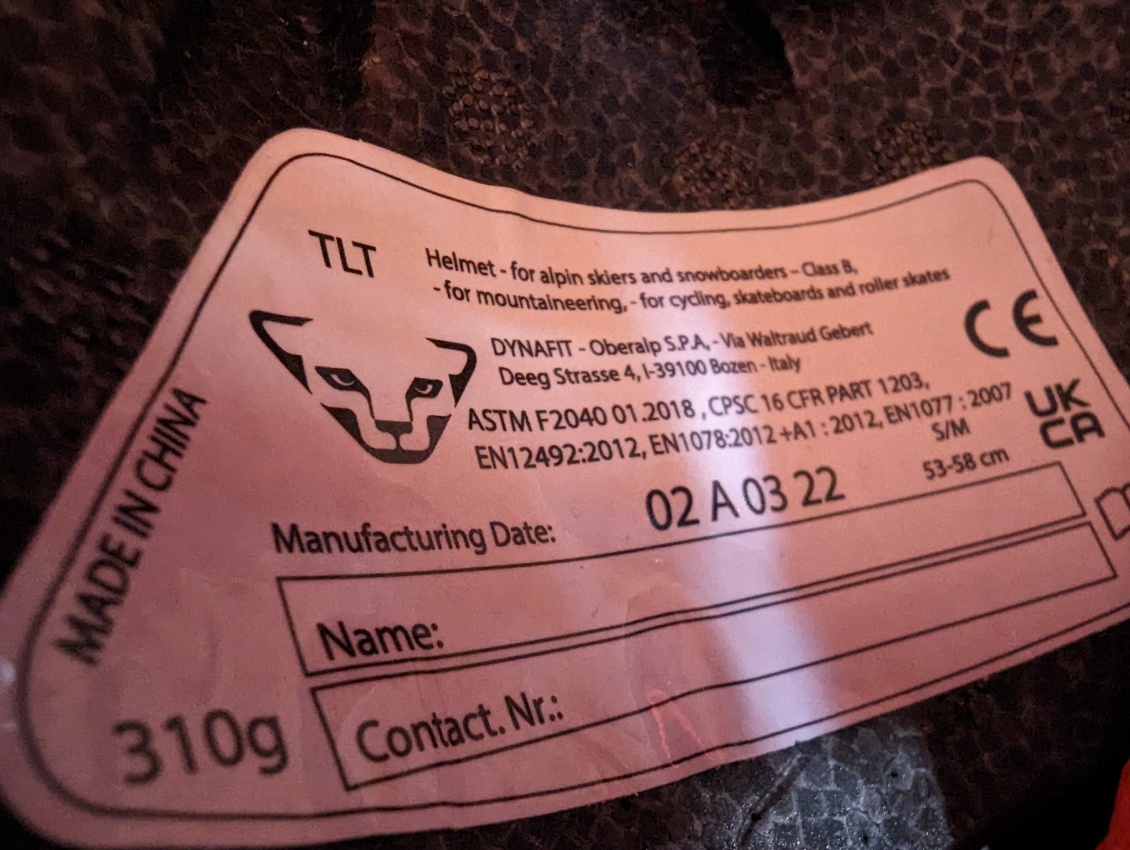 TLT
Helmet - for alpin skiers and snowboarders – Class B,
- for mountaineering, - for cycling, skateboards and roller skates
DYNAFIT - Oberalp S.P.A, - Via Waltraud Gebert
Deeg Strasse 4, I-39100 Bozen - Italy
CE
ASTM F2040 01.2018 , CPSC 16 CFR PART 1203,
EN12492:2012, EN1078:2012 +A1 : 2012, EN1077 : 2007
UK
CA
S/M
53-58 cm
Manufacturing Date:
02 A 03 22
Name:
Contact. Nr.:
MADE IN CHINA
310g